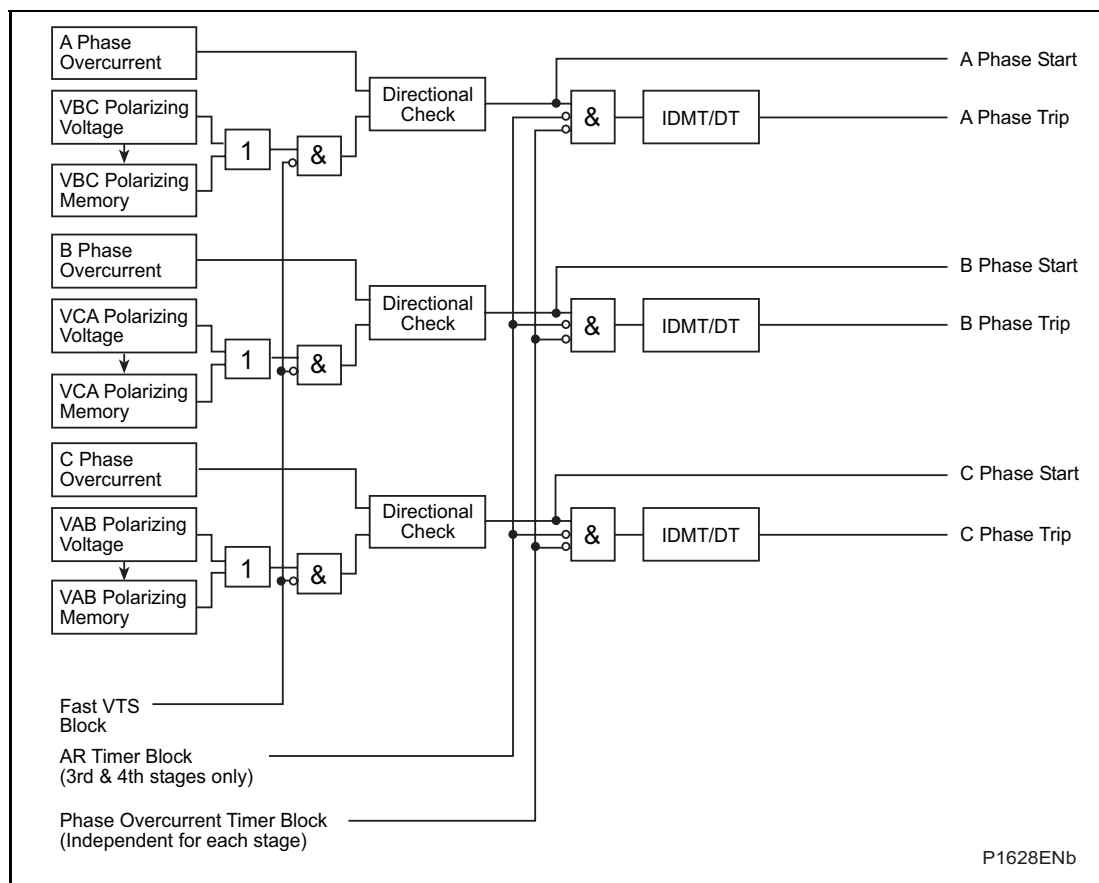 A Phase
Overcurrent
VBC Polarizing
Voltage
VBC Polarizing
Memory
1
&
Directional
Check
&
IDMT/DT
A Phase Start
A Phase Trip
B Phase
Overcurrent
VCA Polarizing
Voltage
VCA Polarizing
Memory
1
&
Directional
Check
&
IDMT/DT
B Phase Start
B Phase Trip
C Phase
Overcurrent
VAB Polarizing
Voltage
VAB Polarizing
Memory
1
&
Directional
Check
&
IDMT/DT
C Phase Start
C Phase Trip
Fast VTS
Block
AR Timer Block
(3rd & 4th stages only)
Phase Overcurrent Timer Block
(Independent for each stage)
P1628ENb